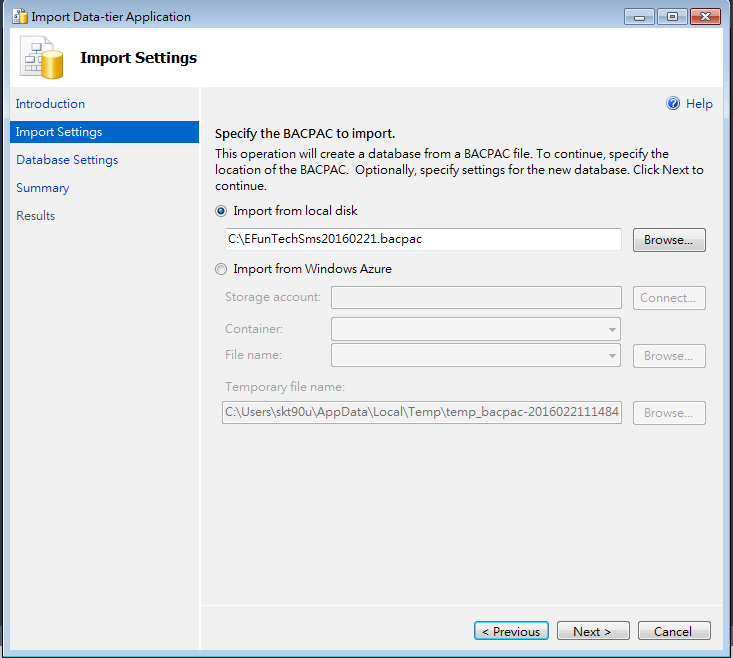 Import Data-tier Application
Import Settings
Introduction
Import Settings
Database Settings
Summary
Results
Help
Specify the BACPAC to import.
This operation will create a database from a BACPAC file. To continue, specify the
location of the BACPAC.  Optionally, specify settings for the new database. Click Next to
continue.
Import from local disk
C:\EFunTechSms20160221.bacpac
Browse...
Import from Windows Azure
Storage account:
Connect...
Container:
File name:
Browse...
Temporary file name:
C:\Users\skt90u\AppData\Local\Temp\temp_bacpac-2016022111484
Browse...
< Previous
Next >
Cancel